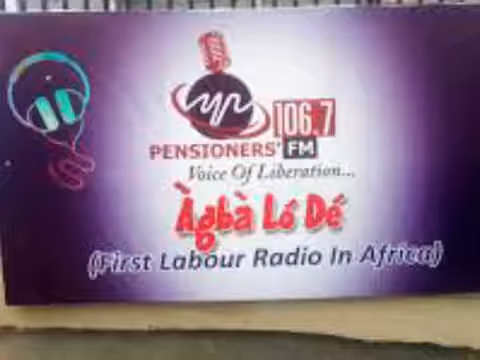 106.7
PENSIONERS' FM
Voice Of Liberation...
Àgbà Ló Dé
(First Labour Radio In Africa)